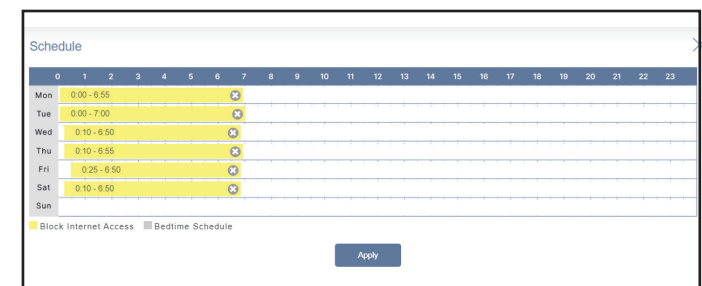 Schedule
0 1 2 3 4 5 6 7 8 9 10 11 12 13 14 15 16 17 18 19 20 21 22 23
Mon 0:00 - 6:55
Tue 0:00 - 7:00
Wed 0:10 - 6:50
Thu 0:10 - 6:55
Fri 0:25 - 6:50
Sat 0:10 - 6:50
Sun
Block Internet Access Bedtime Schedule
Apply